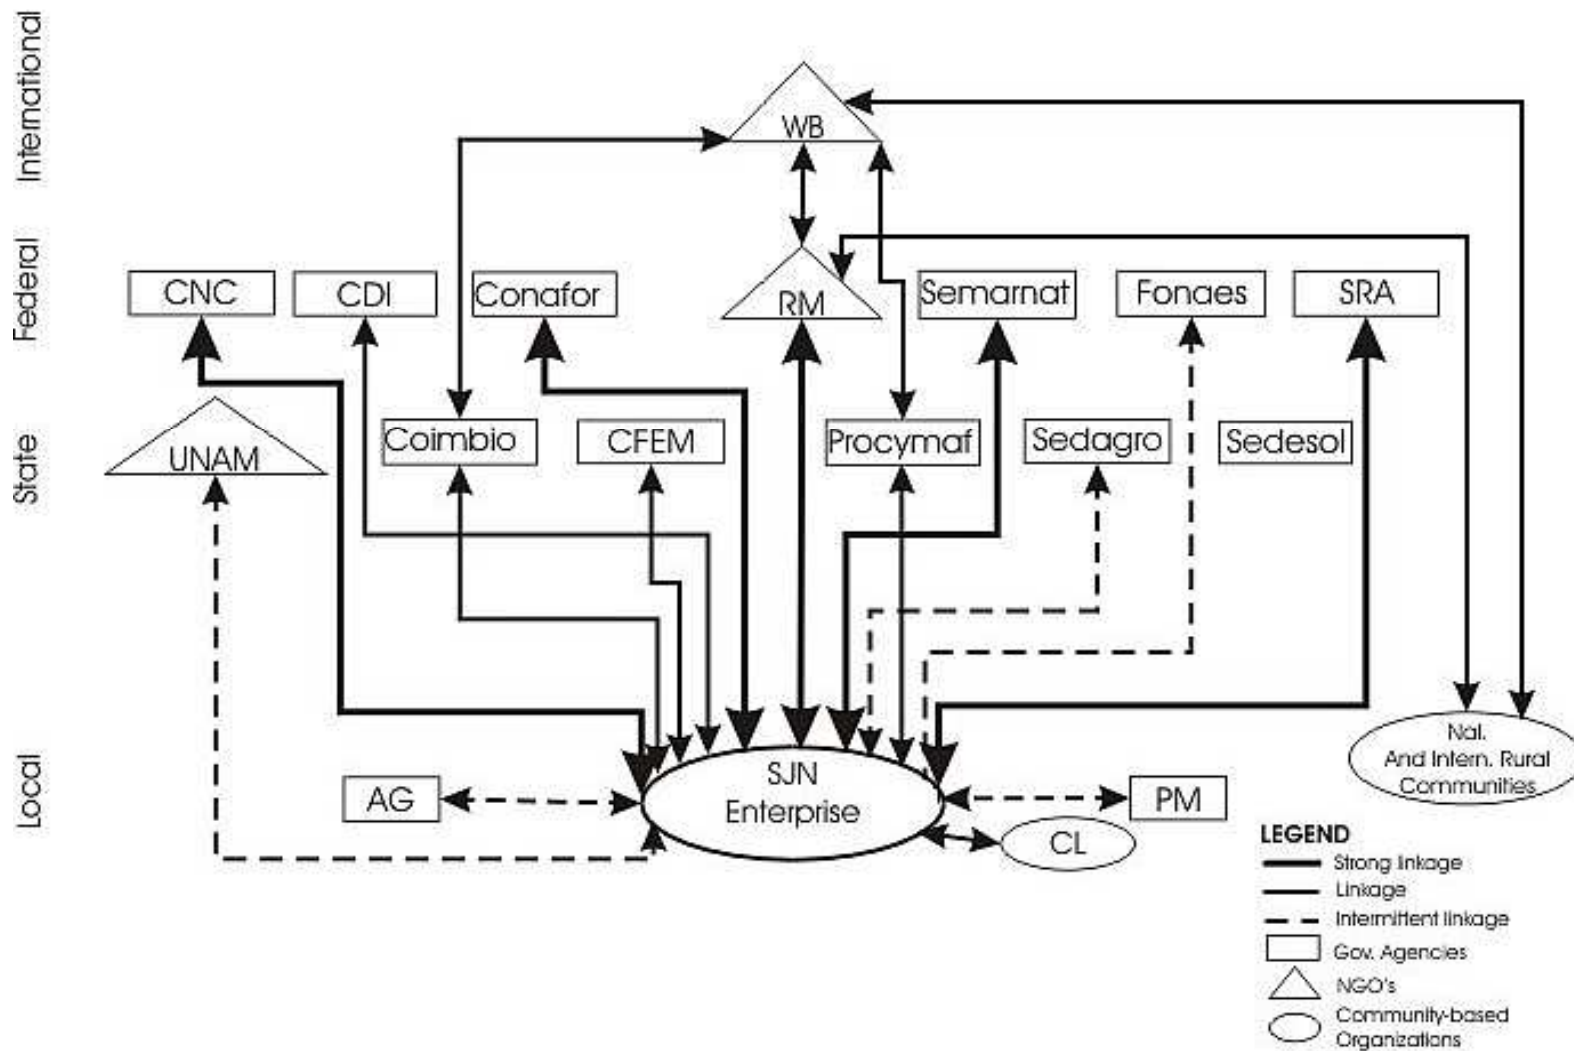 International
WB
Federal
CNC
CDI
Conafor
RM
Semarnat
Fonaes
SRA
State
UNAM
Coimbio
CFEM
Procymaf
Sedagro
Sedesol
Local
AG
SJN
Enterprise
PM
CL
Nal.
And Intern. Rural
Communities
LEGEND
Strong linkage
Linkage
Intermittent linkage
Gov. Agencies
NGO's
Community-based
Organizations